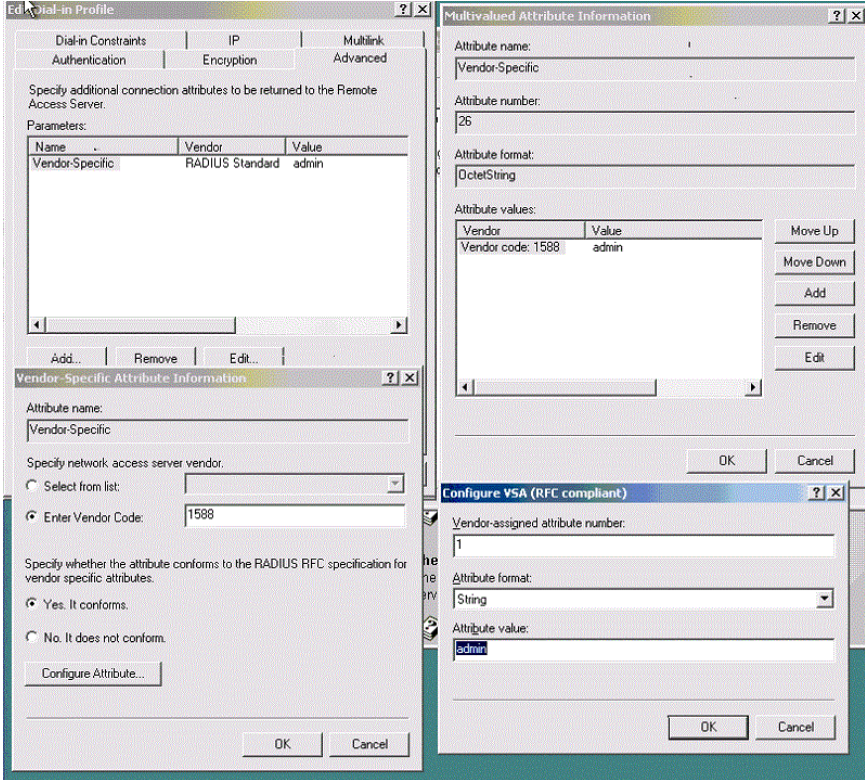 Edit Dial-in Profile
Dial-in Constraints IP Multilink
Authentication Encryption Advanced
Specify additional connection attributes to be returned to the Remote
Access Server.
Parameters:
Name Vendor Value
Vendor-Specific RADIUS Standard admin
Add... Remove Edit...
Vendor-Specific Attribute Information
Attribute name:
Vendor-Specific
Specify network access server vendor.
Select from list:
Enter Vendor Code: 1588
Specify whether the attribute conforms to the RADIUS RFC specification for
vendor specific attributes.
Yes. It conforms.
No. It does not conform.
Configure Attribute...
OK Cancel
Multivalued Attribute Information
Attribute name:
Vendor-Specific
Attribute number:
26
Attribute format:
OctetString
Attribute values:
Vendor Value
Vendor code: 1588 admin
Move Up
Move Down
Add
Remove
Edit
OK Cancel
Configure VSA (RFC compliant)
Vendor-assigned attribute number:
1
Attribute format:
String
Attribute value:
admin
OK Cancel